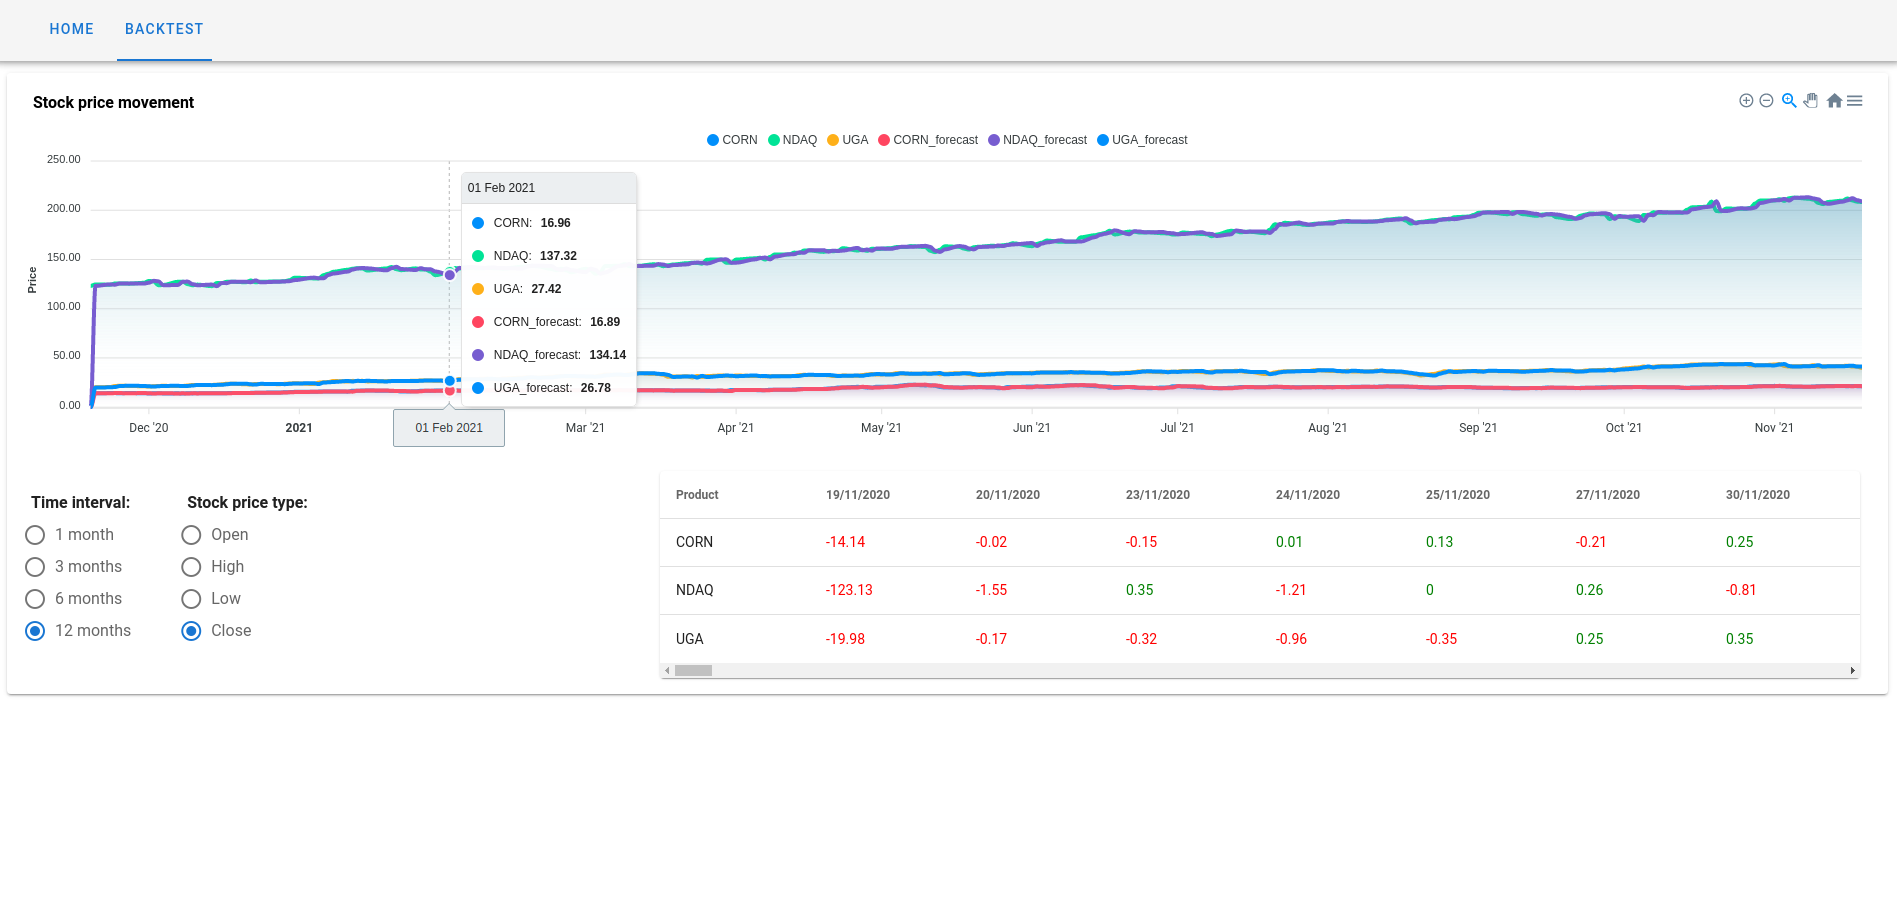 HOME BACKTEST
Stock price movement
CORN NDAQ UGA CORN_forecast NDAQ_forecast UGA_forecast
250.00
200.00
150.00
100.00
50.00
0.00
Price
01 Feb 2021
CORN: 16.96
NDAQ: 137.32
UGA: 27.42
CORN_forecast: 16.89
NDAQ_forecast: 134.14
UGA_forecast: 26.78
Dec '20 2021 01 Feb 2021 Mar '21 Apr '21 May '21 Jun '21 Jul '21 Aug '21 Sep '21 Oct '21 Nov '21
Time interval:
1 month
3 months
6 months
12 months
Stock price type:
Open
High
Low
Close
Product 19/11/2020 20/11/2020 23/11/2020 24/11/2020 25/11/2020 27/11/2020 30/11/2020
CORN -14.14 -0.02 -0.15 0.01 0.13 -0.21 0.25
NDAQ -123.13 -1.55 0.35 -1.21 0 0.26 -0.81
UGA -19.98 -0.17 -0.32 -0.96 -0.35 0.25 0.35